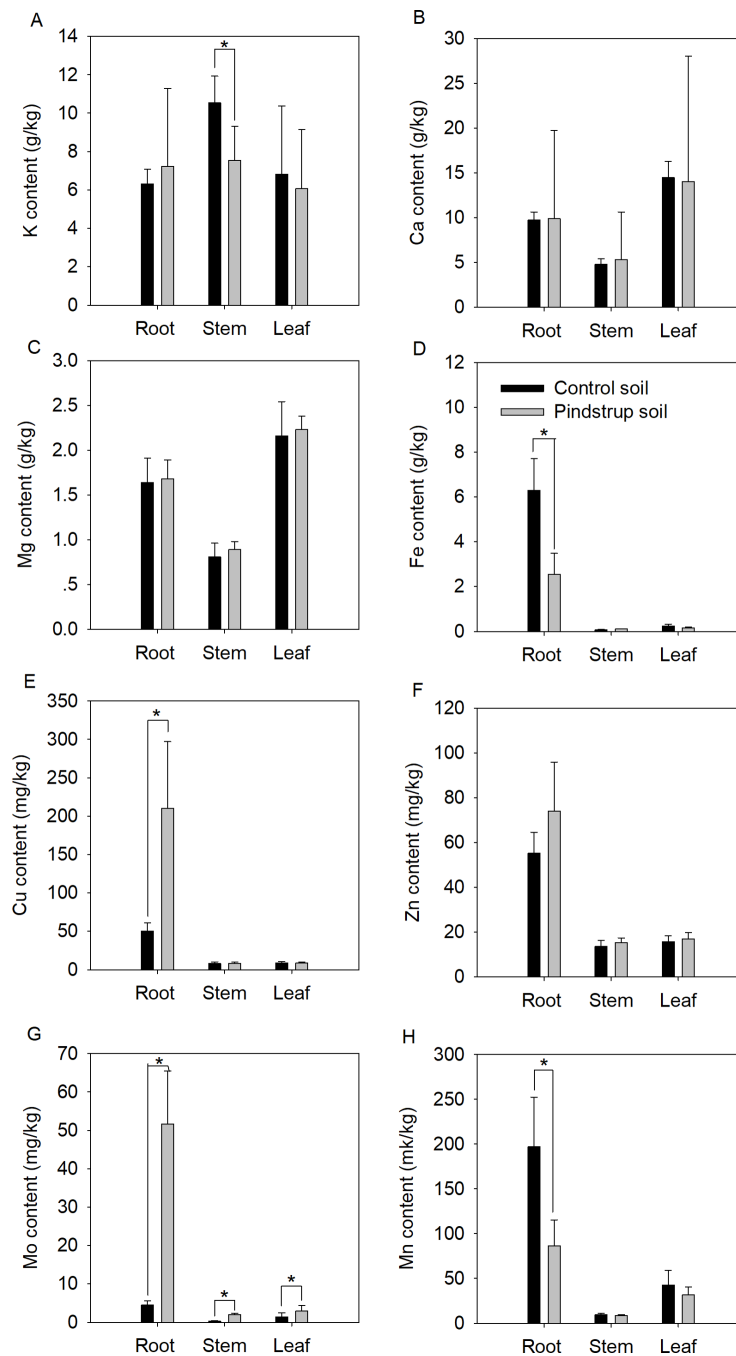 A
K content (g/kg)
14
12
10
8
6
4
2
0
*
Root Stem Leaf
B
Ca content (g/kg)
30
25
20
15
10
5
0
Root Stem Leaf
C
Mg content (g/kg)
3.0
2.5
2.0
1.5
1.0
.5
0.0
Root Stem Leaf
D
Fe content (g/kg)
12
10
8
6
4
2
0
Control soil
Pindstrup soil
*
Root Stem Leaf
E
Cu content (mg/kg)
350
300
250
200
150
100
50
0
*
Root Stem Leaf
F
Zn content (mg/kg)
120
100
80
60
40
20
0
Root Stem Leaf
G
Mo content (mg/kg)
70
60
50
40
30
20
10
0
*
*
*
Root Stem Leaf
H
Mn content (mk/kg)
300
250
200
150
100
50
0
*
Root Stem Leaf